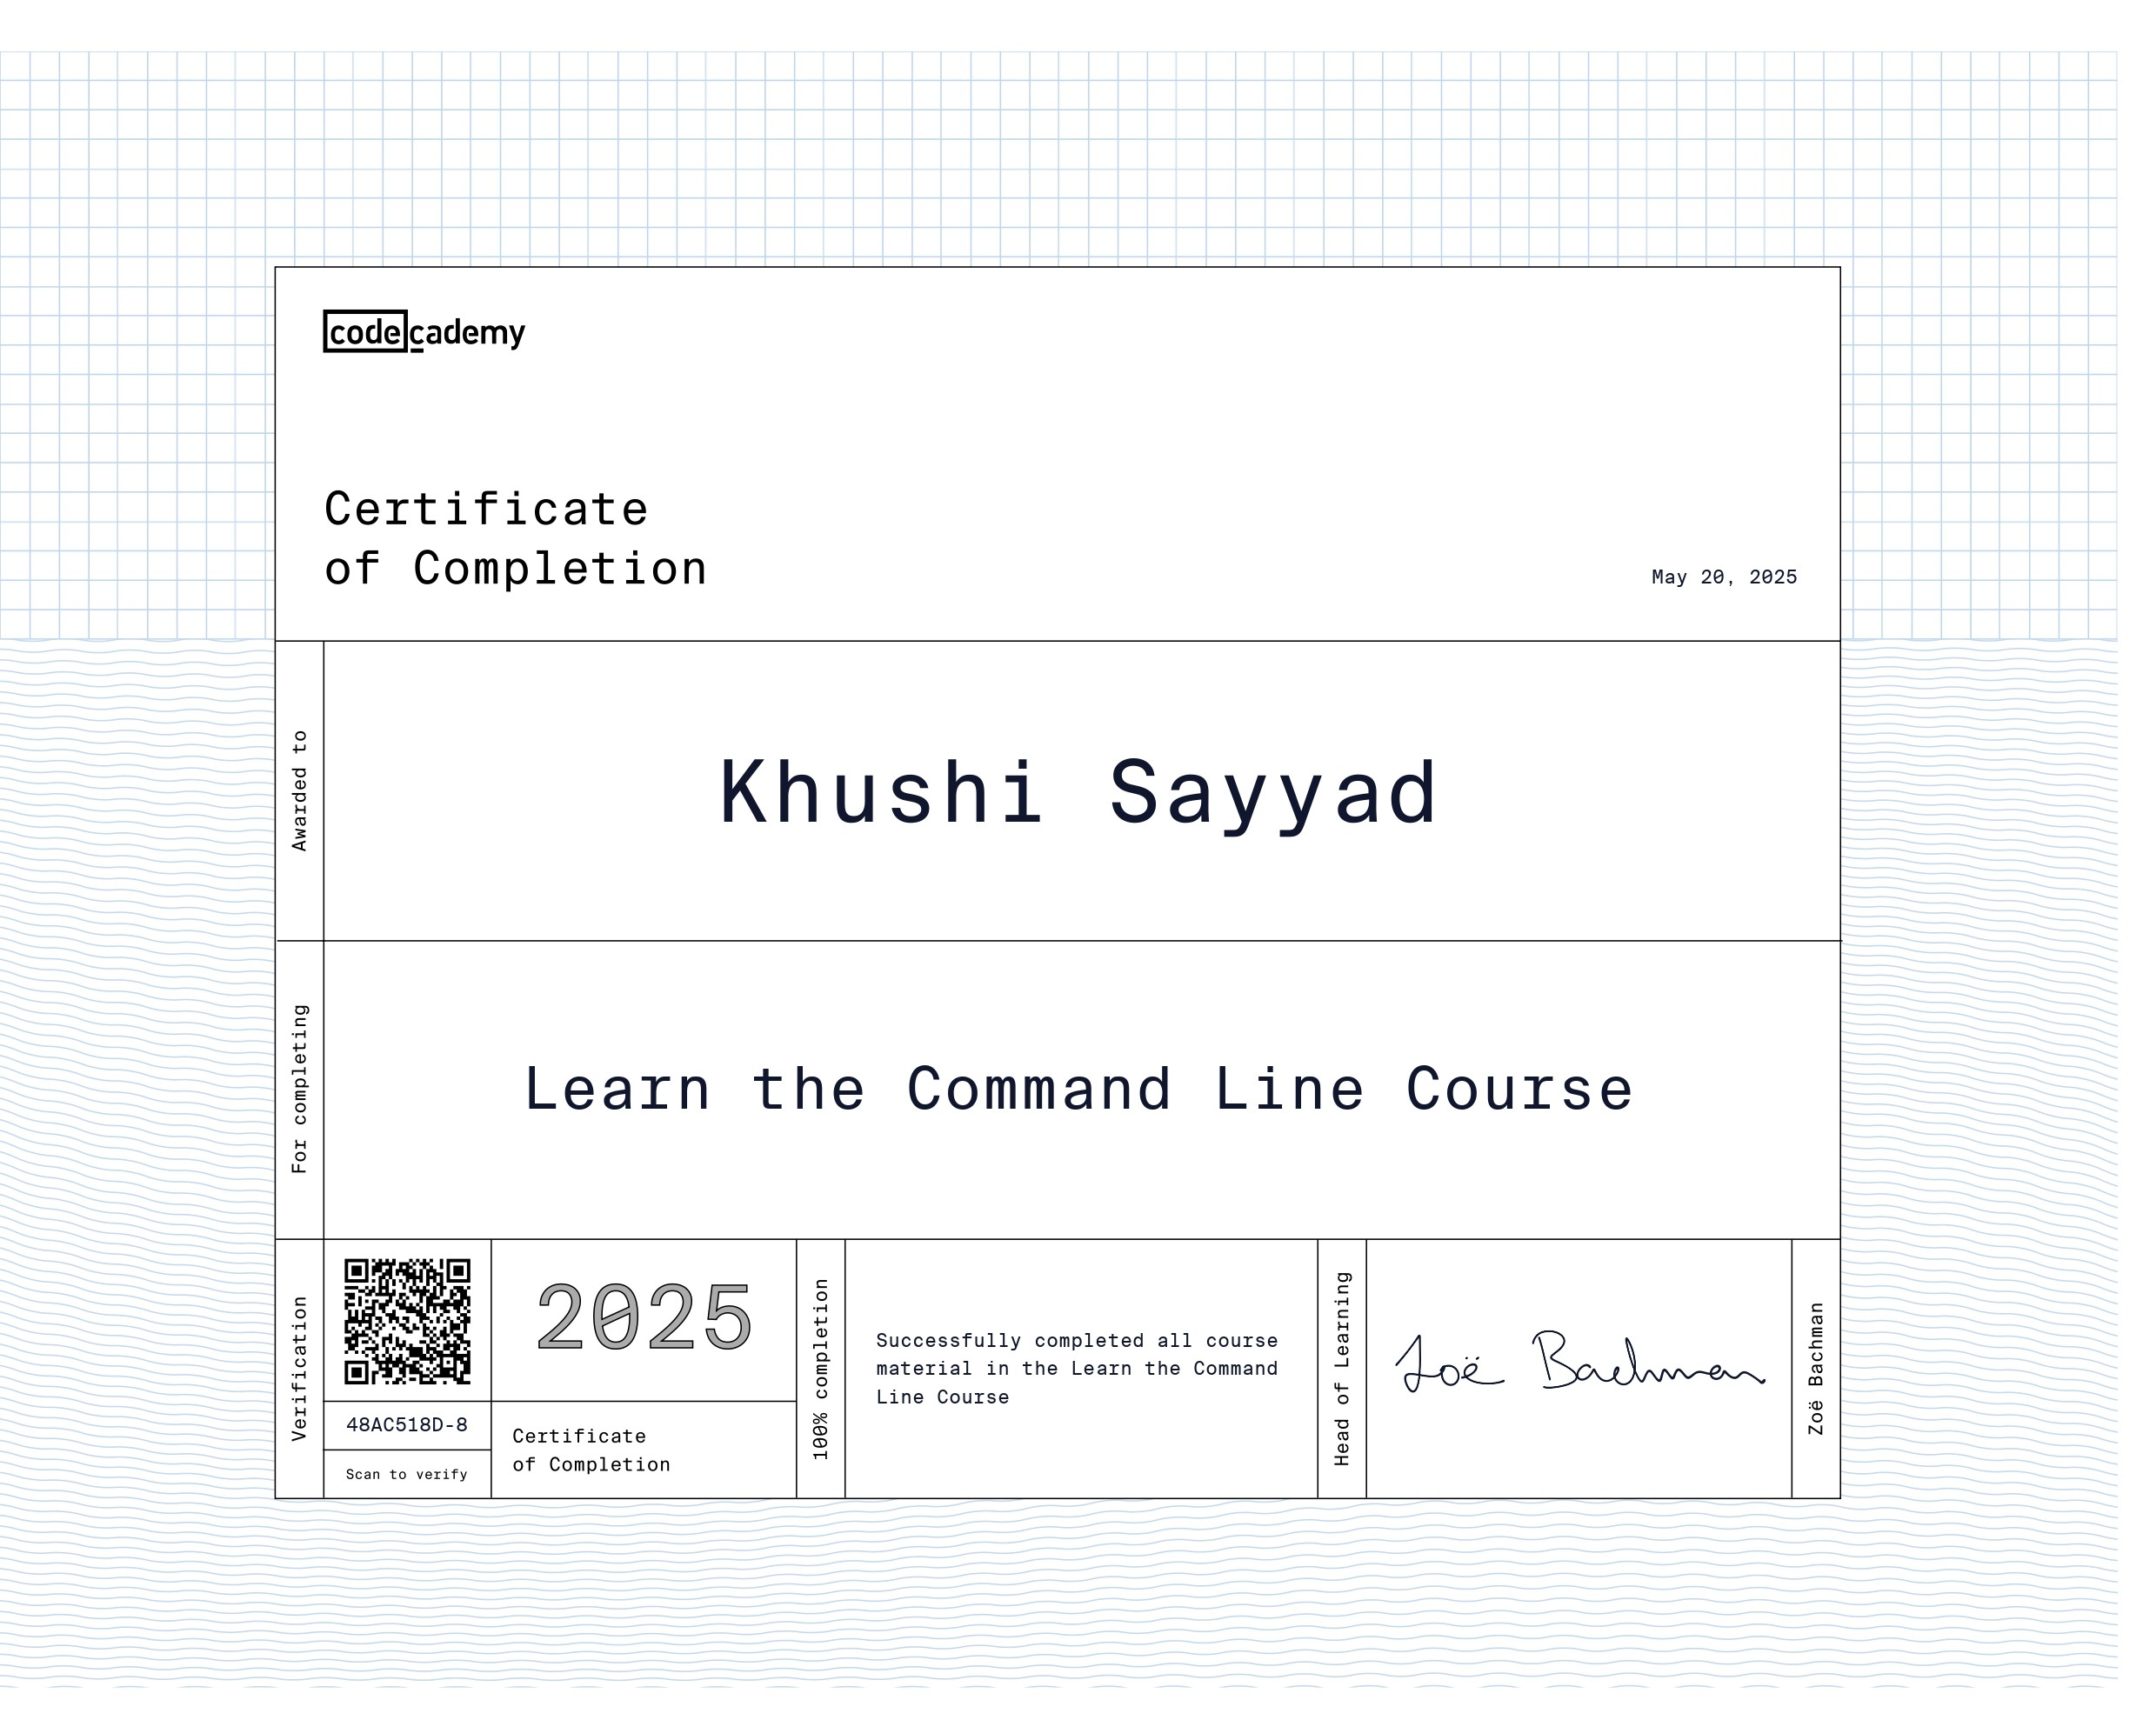 codecademy
Certificate
of Completion
May 20, 2025
Awarded to
Khushi Sayyad
For completing
Learn the Command Line Course
Verification
48AC518D-8
Scan to verify
2025
Certificate
of Completion
100% completion
Successfully completed all course
material in the Learn the Command
Line Course
Head of Learning
Zoë Bachman
Zoë Bachman